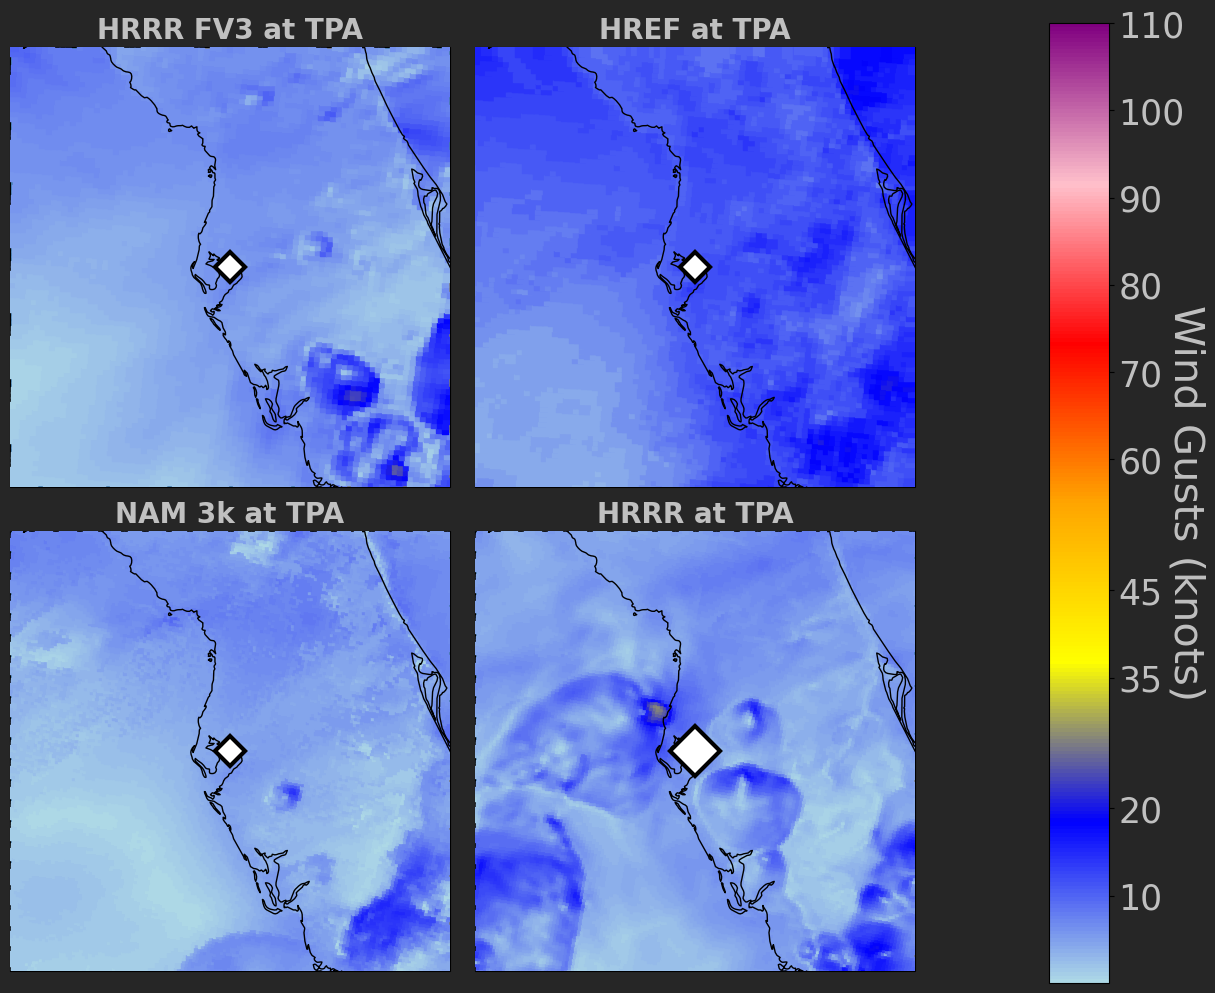 HRRR FV3 at TPA
HREF at TPA
NAM 3k at TPA
HRRR at TPA
110
100
90
80
70
60
45
35
20
10
Wind Gusts (knots)